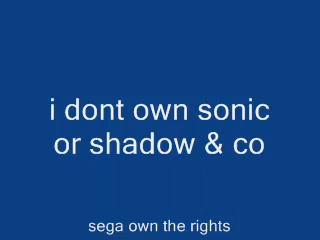 i dont own sonic
or shadow & co
sega own the rights